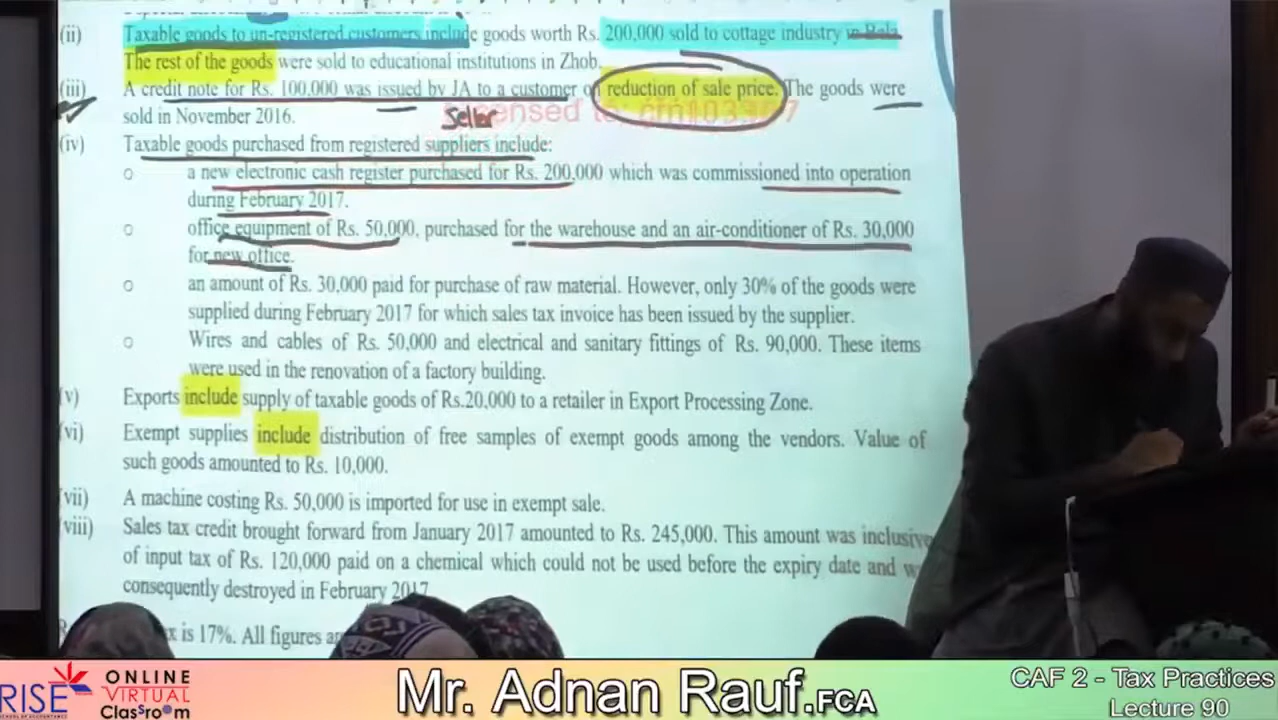 (ii) Taxable goods to un-registered customers include goods worth Rs. 200,000 sold to cottage industry in
The rest of the goods were sold to educational institutions in Zhob.
(iii) A credit note for Rs. 100,000 was issued by JA to a customer on reduction of sale price. The goods were
sold in November 2016.
Seller
(iv) Taxable goods purchased from registered suppliers include:
o a new electronic cash register purchased for Rs. 200,000 which was commissioned into operation
during February 2017.
o office equipment of Rs. 50,000, purchased for the warehouse and an air-conditioner of Rs. 30,000
for new office.
o an amount of Rs. 30,000 paid for purchase of raw material. However, only 30% of the goods were
supplied during February 2017 for which sales tax invoice has been issued by the supplier.
o Wires and cables of Rs. 50,000 and electrical and sanitary fittings of Rs. 90,000. These items
were used in the renovation of a factory building.
(v) Exports include supply of taxable goods of Rs.20,000 to a retailer in Export Processing Zone.
(vi) Exempt supplies include distribution of free samples of exempt goods among the vendors. Value of
such goods amounted to Rs. 10,000.
(vii) A machine costing Rs. 50,000 is imported for use in exempt sale.
(viii) Sales tax credit brought forward from January 2017 amounted to Rs. 245,000. This amount was inclusive
of input tax of Rs. 120,000 paid on a chemical which could not be used before the expiry date and
consequently destroyed in February 2017
is 17%. All figures
RISE ONLINE VIRTUAL Classroom
Mr. Adnan Rauf.FCA
CAF 2 - Tax Practices
Lecture 90